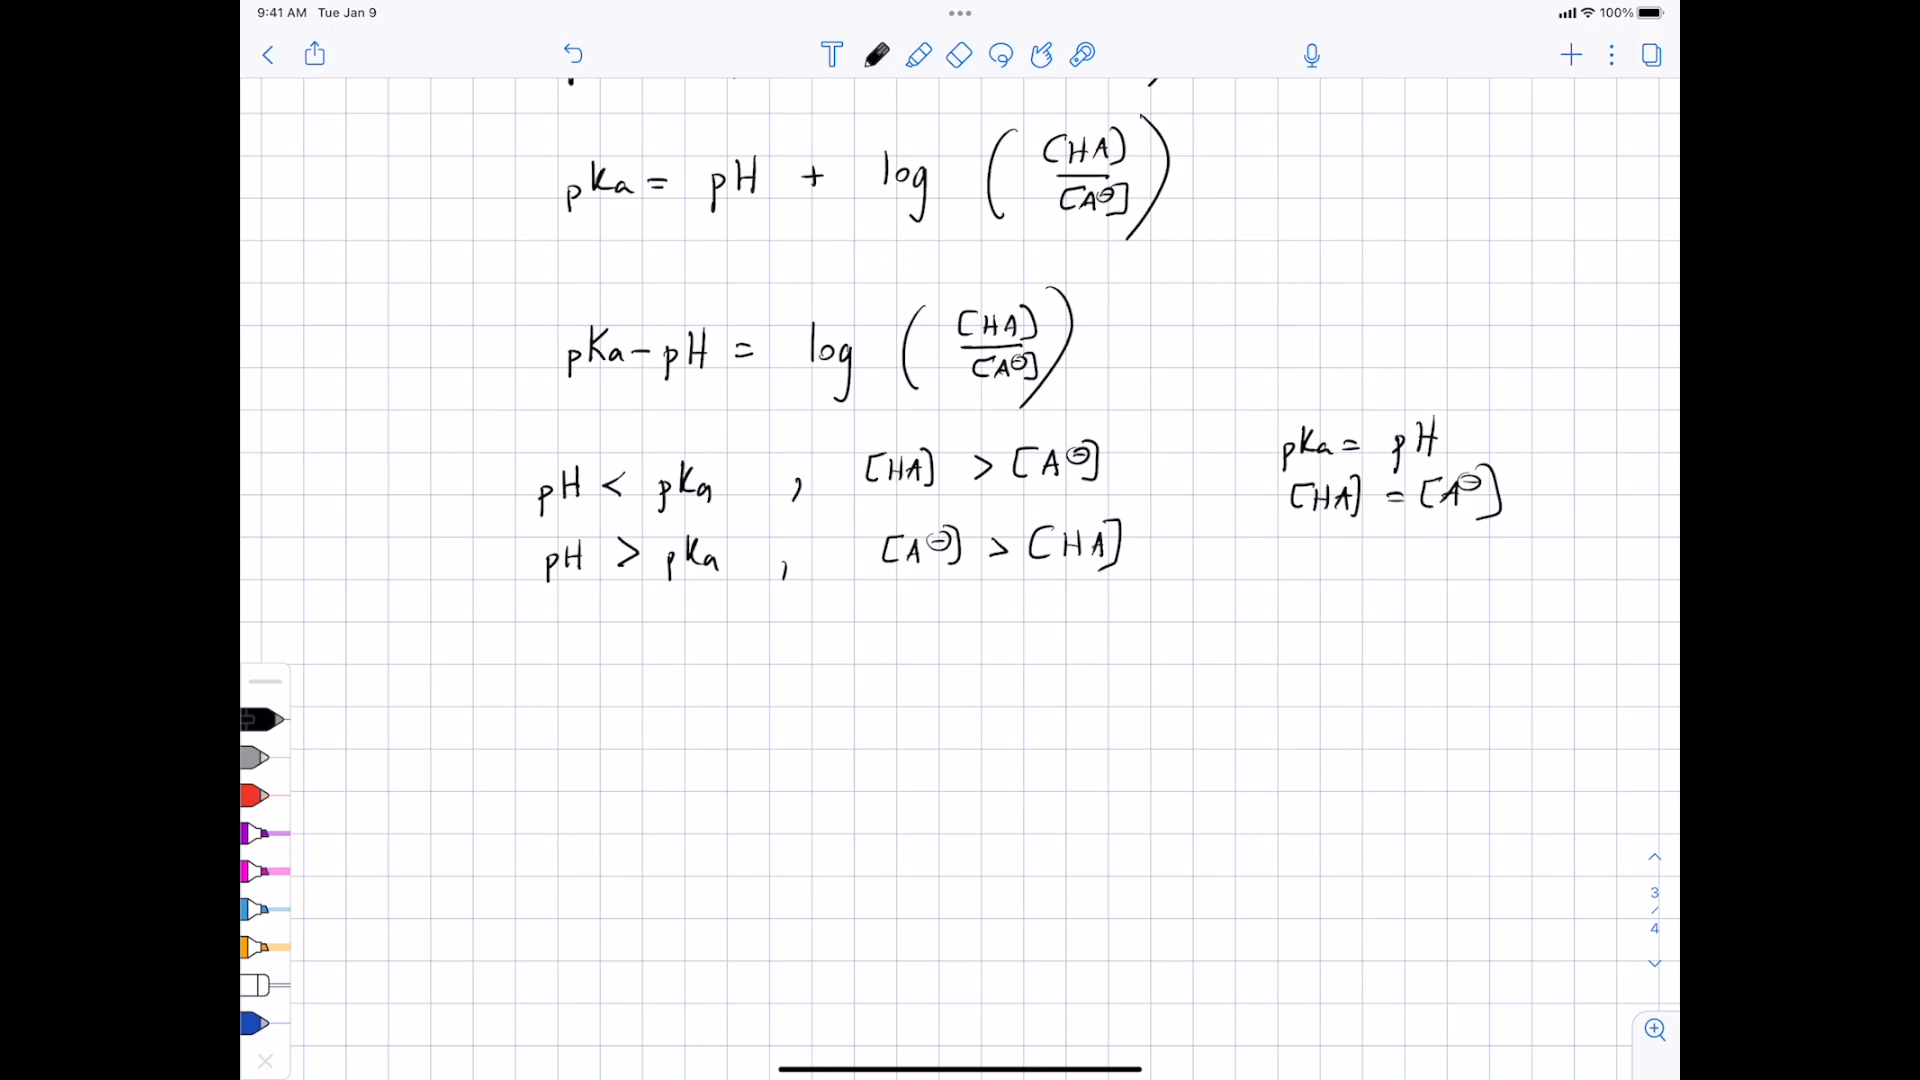 9:41 AM Tue Jan 9
100%
T
pKa = pH + log ([HA]/[A⊖])
pKa - pH = log ([HA]/[A⊖])
pKa = pH
[HA] = [A⊖]
pH < pKa , [HA] > [A⊖]
pH > pKa , [A⊖] > [HA]
3
/
4